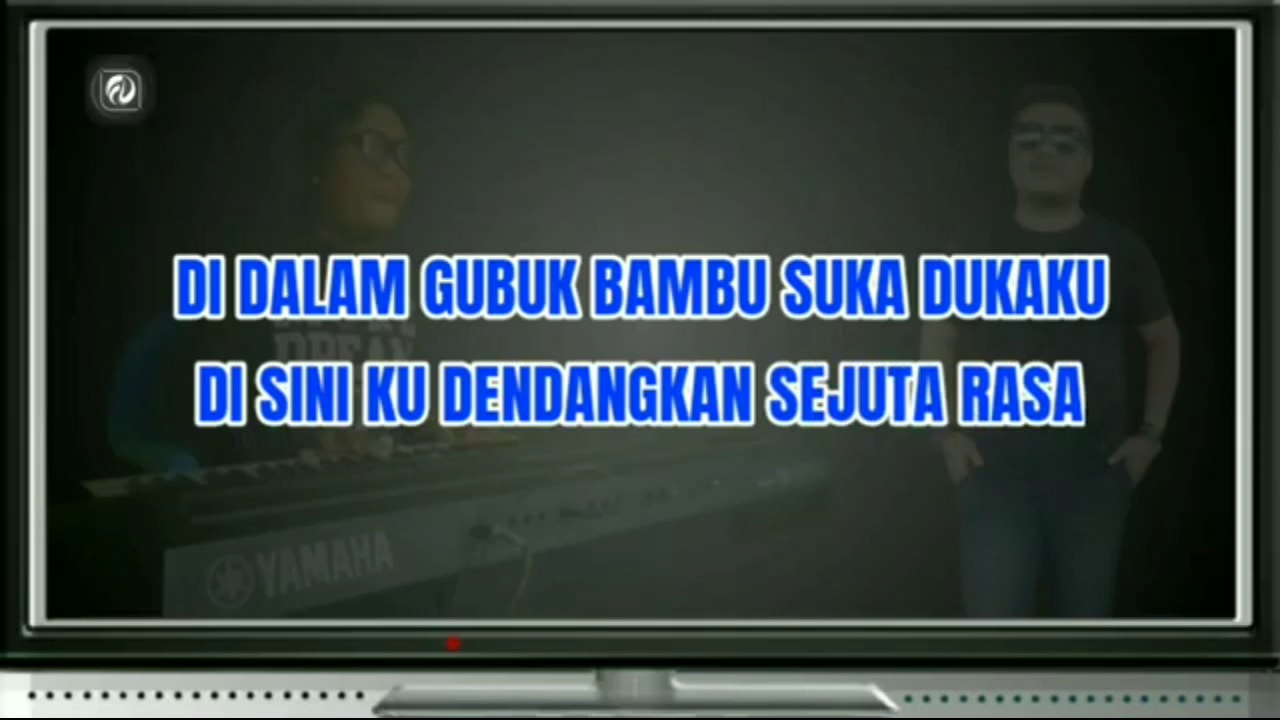 DI DALAM GUBUK BAMBU SUKA DUKAKU
DI SINI KU DENDANGKAN SEJUTA RASA
YAMAHA